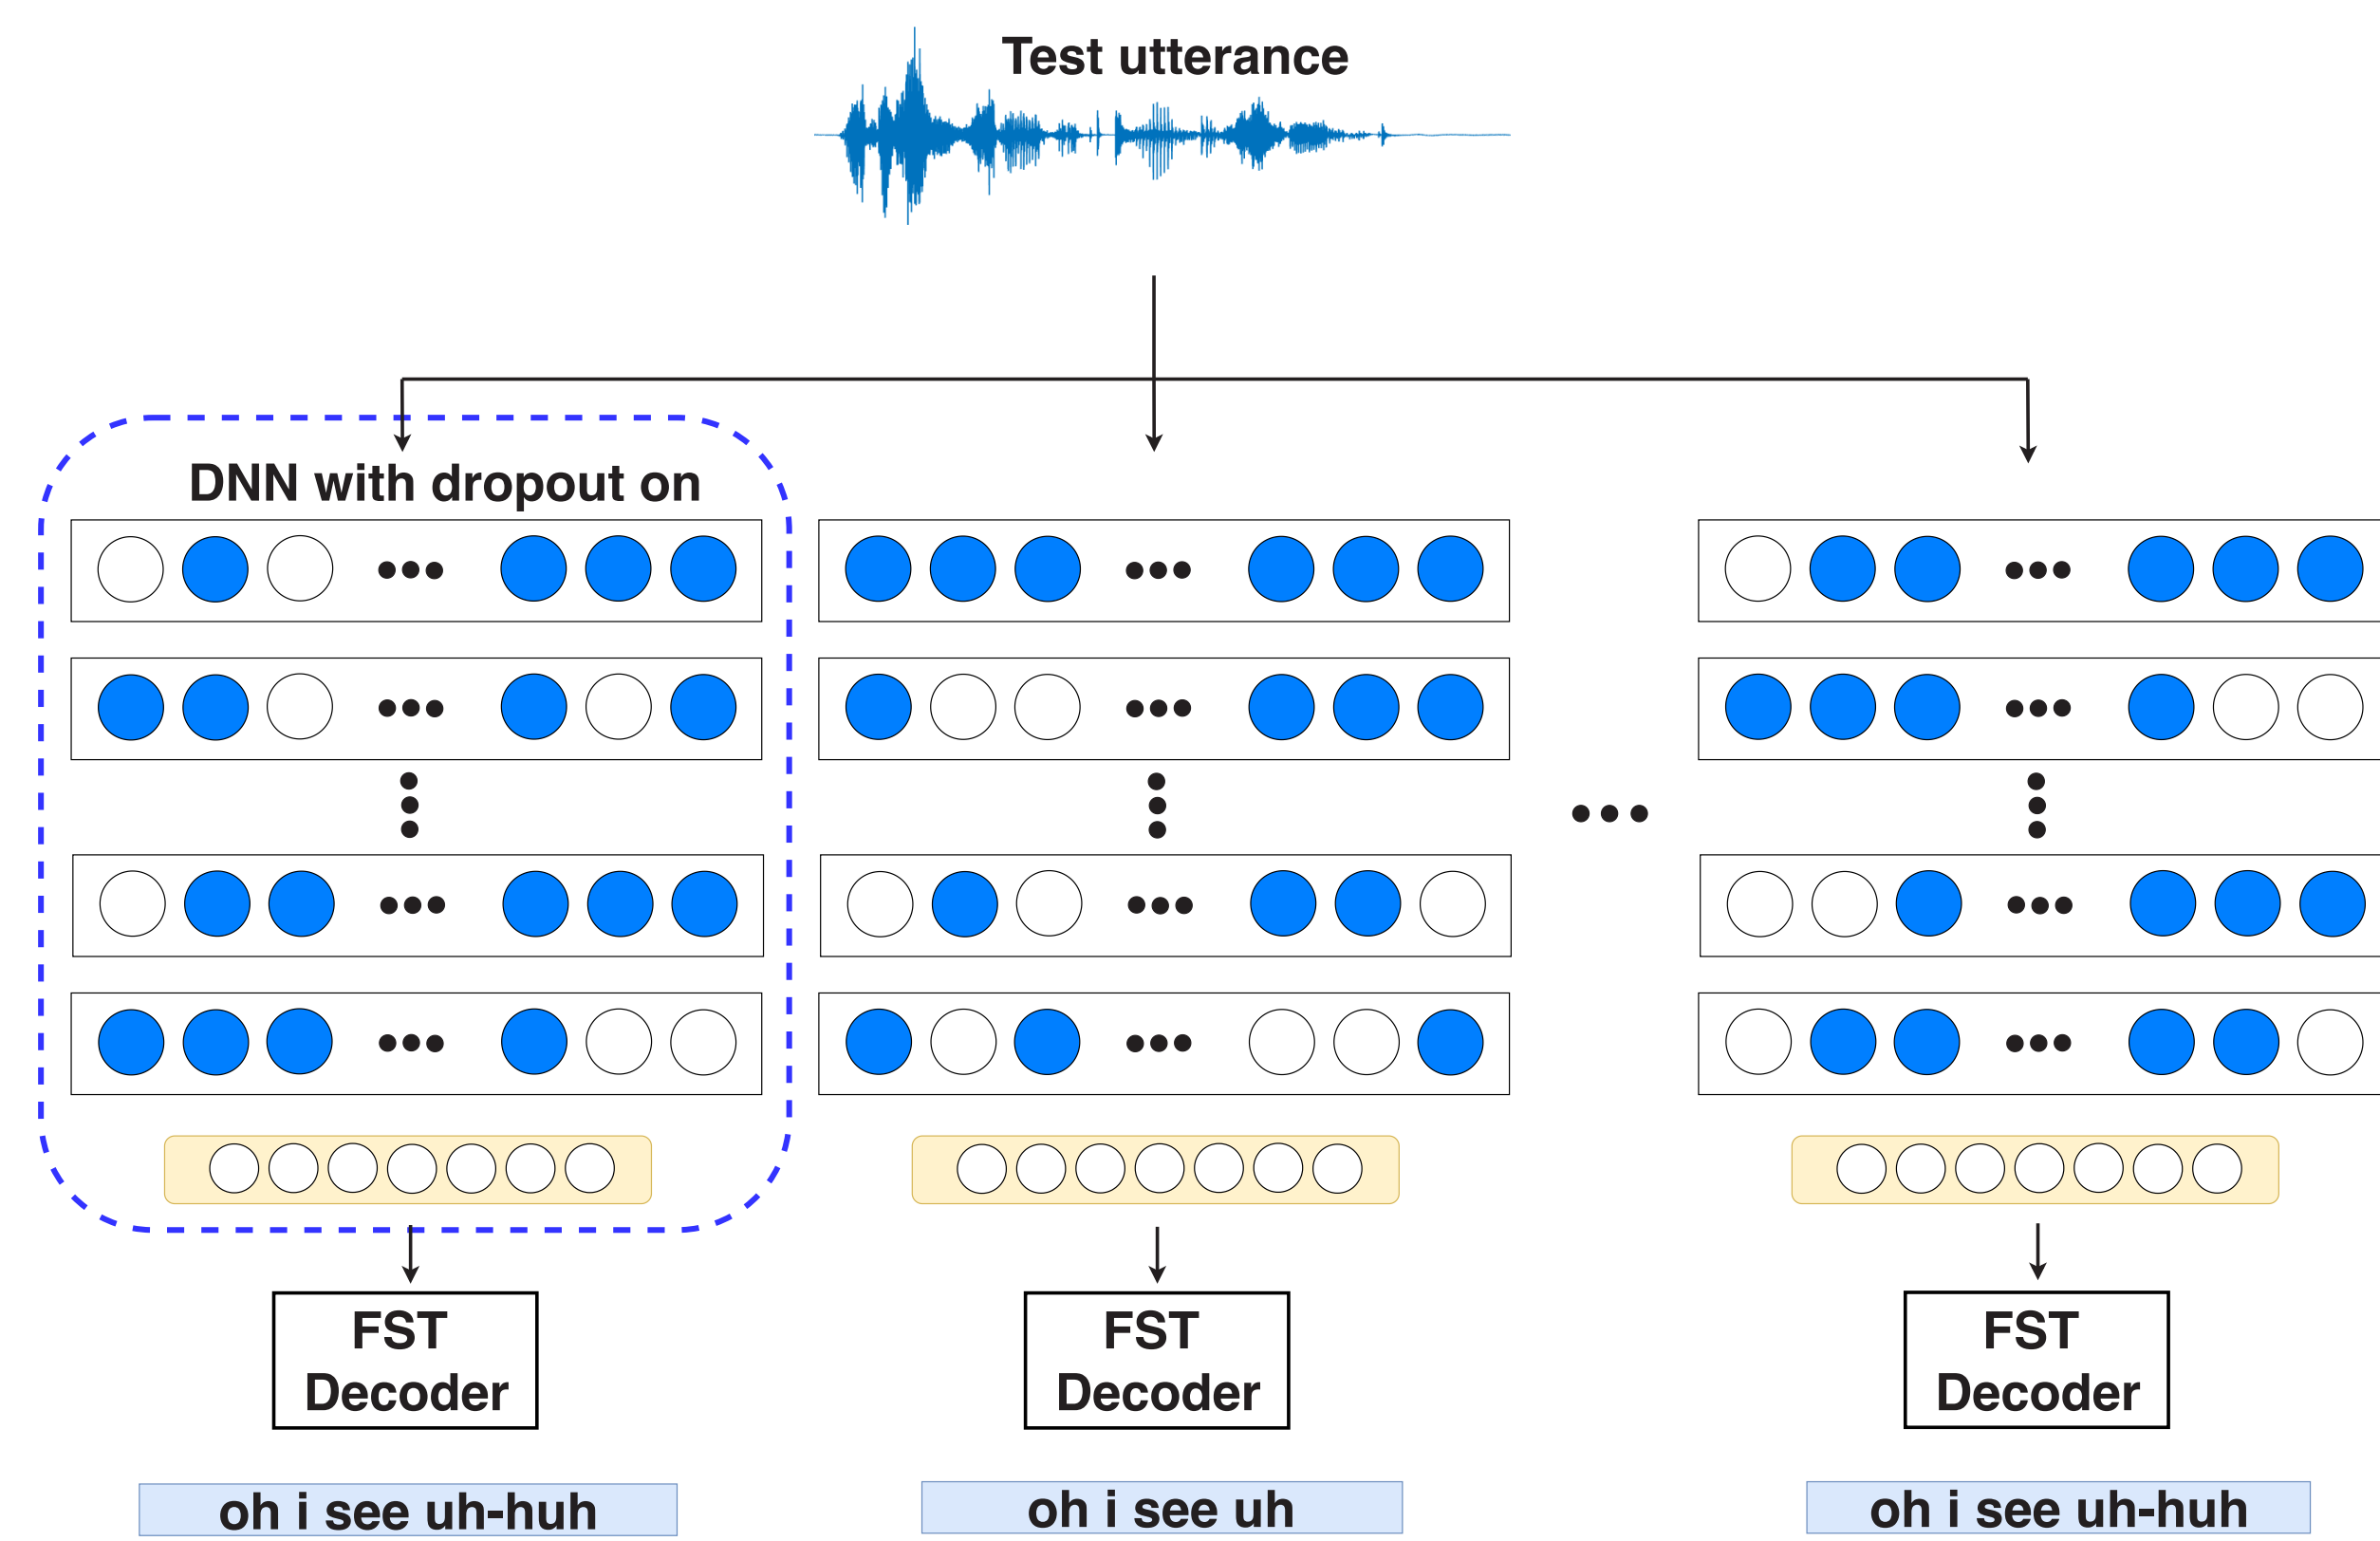 Test utterance
DNN with dropout on
FST
Decoder
FST
Decoder
FST
Decoder
oh i see uh-huh
oh i see uh
oh i see uh-huh